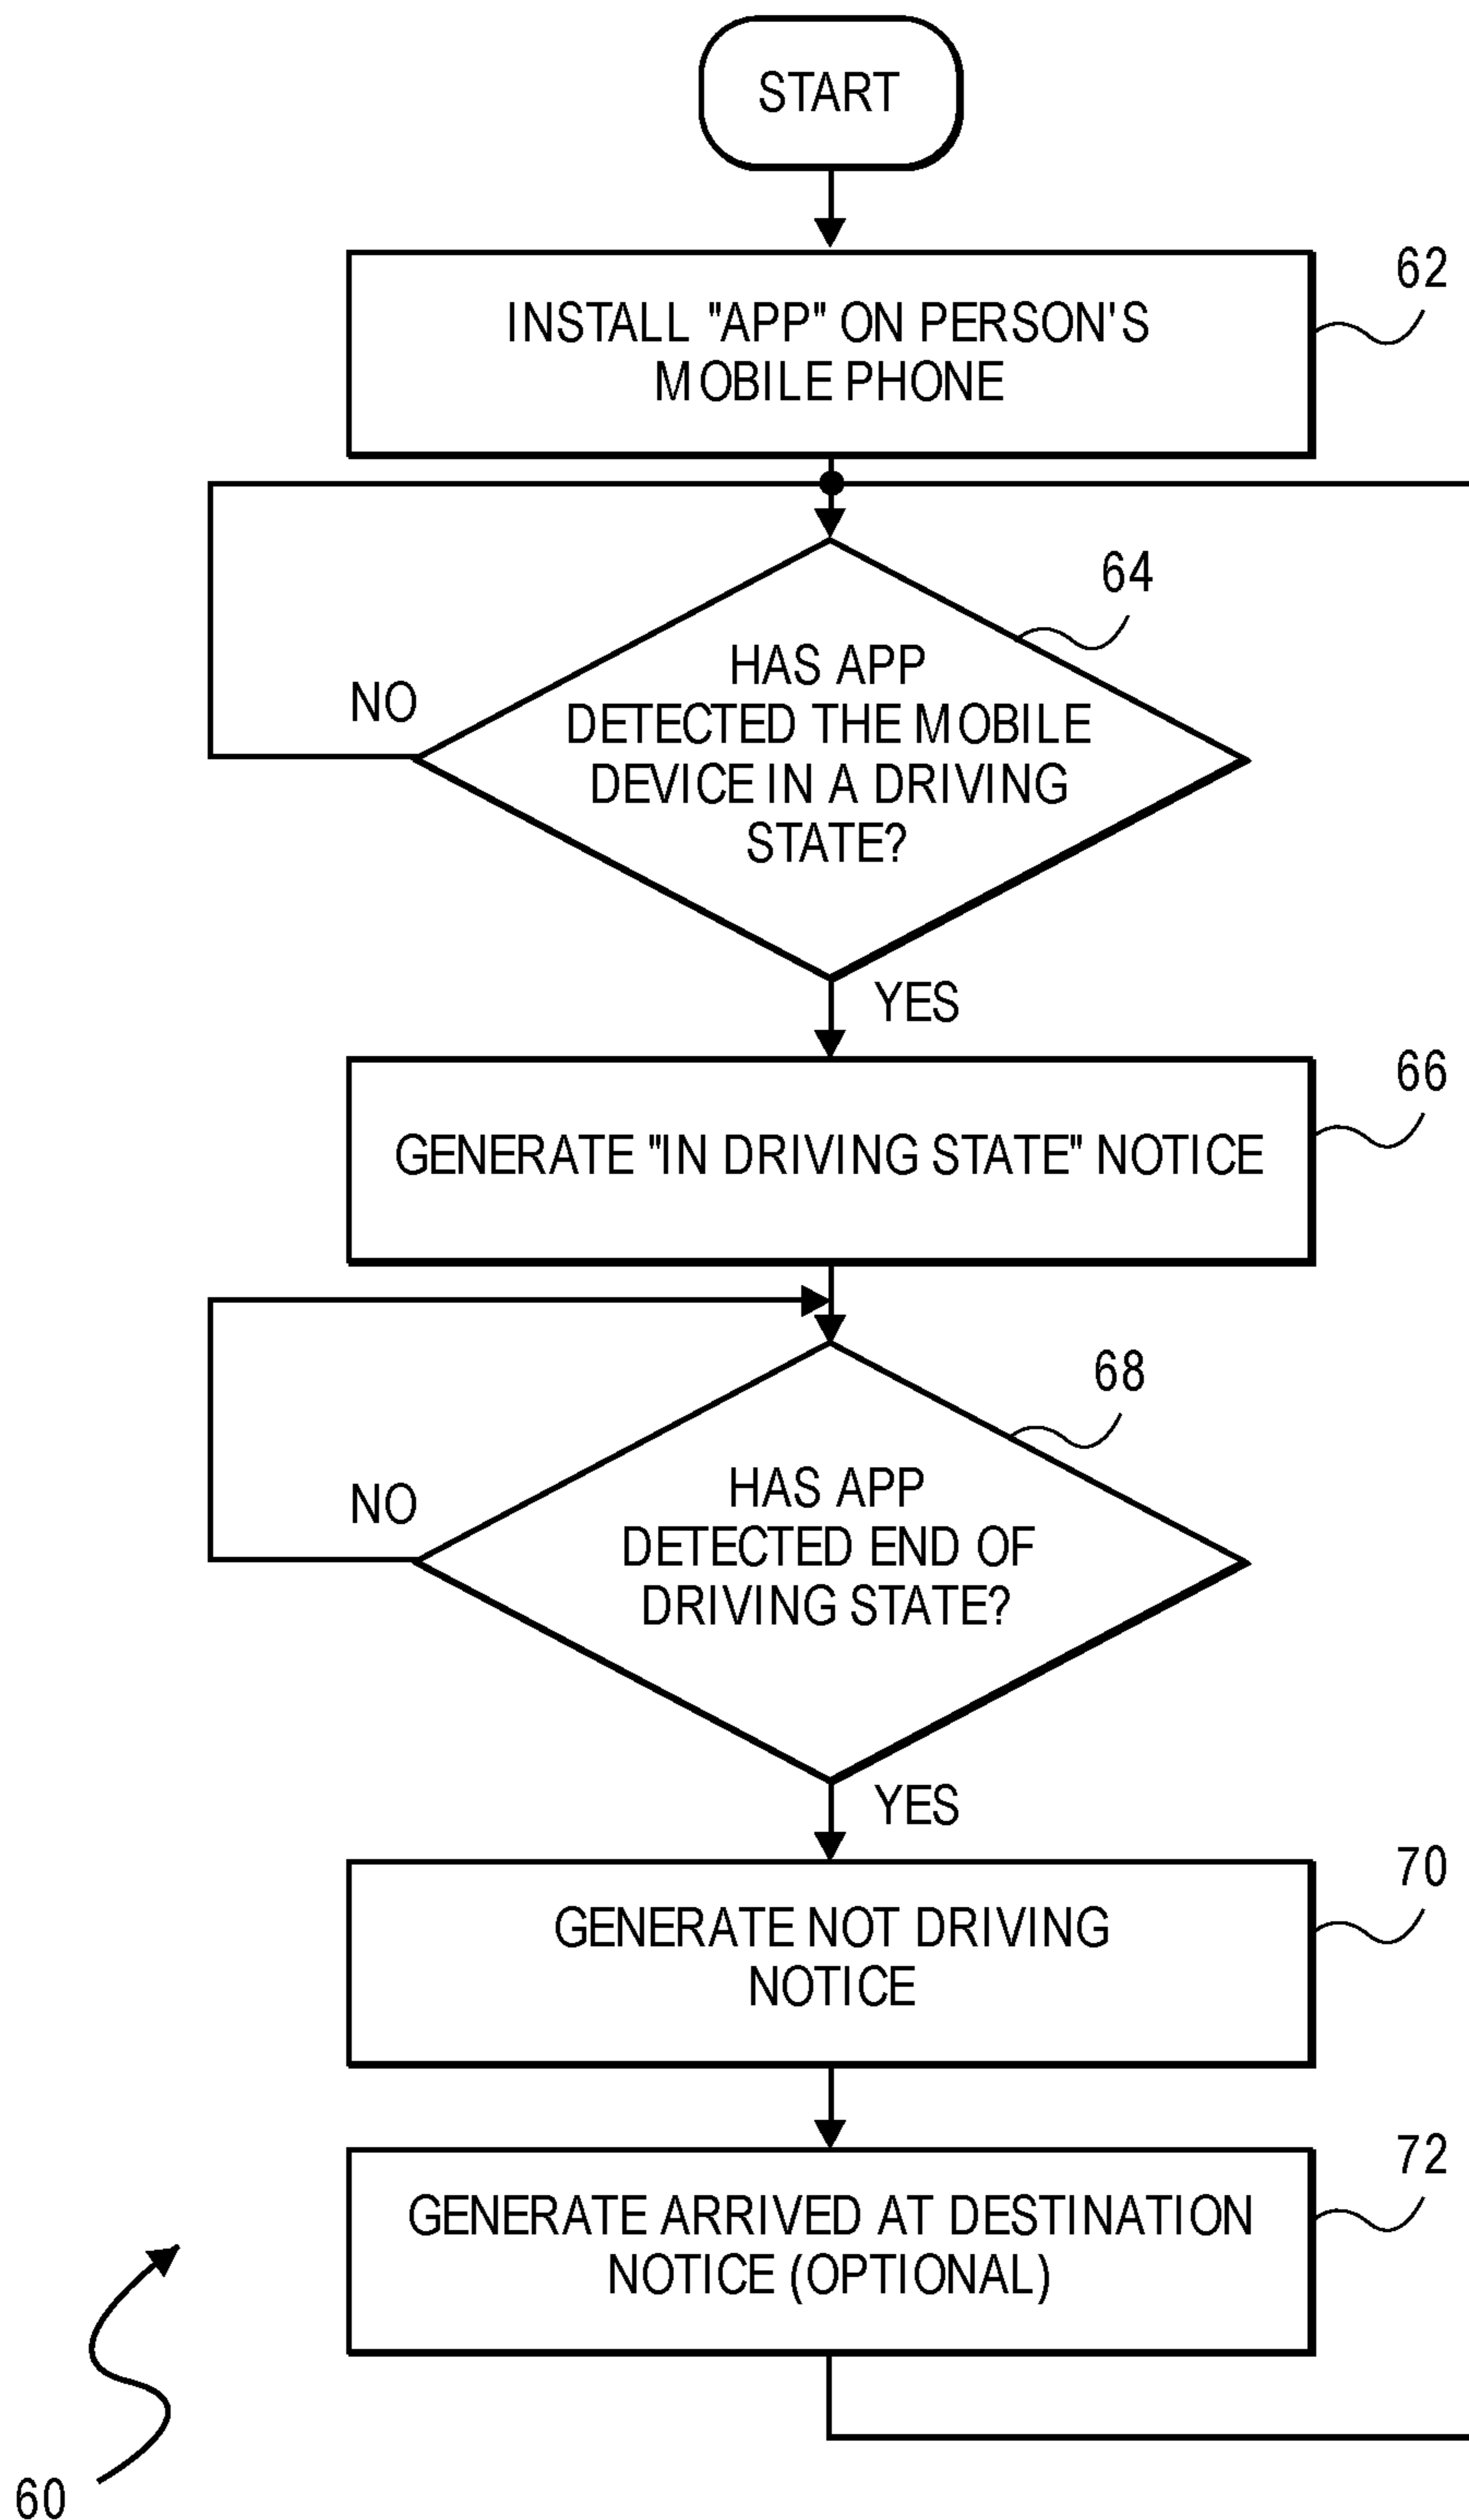 START
62
INSTALL "APP" ON PERSON'S
MOBILE PHONE
64
HAS APP
DETECTED THE MOBILE
DEVICE IN A DRIVING
STATE?
NO
YES
66
GENERATE "IN DRIVING STATE" NOTICE
68
HAS APP
DETECTED END OF
DRIVING STATE?
NO
YES
70
GENERATE NOT DRIVING
NOTICE
72
GENERATE ARRIVED AT DESTINATION
NOTICE (OPTIONAL)
60